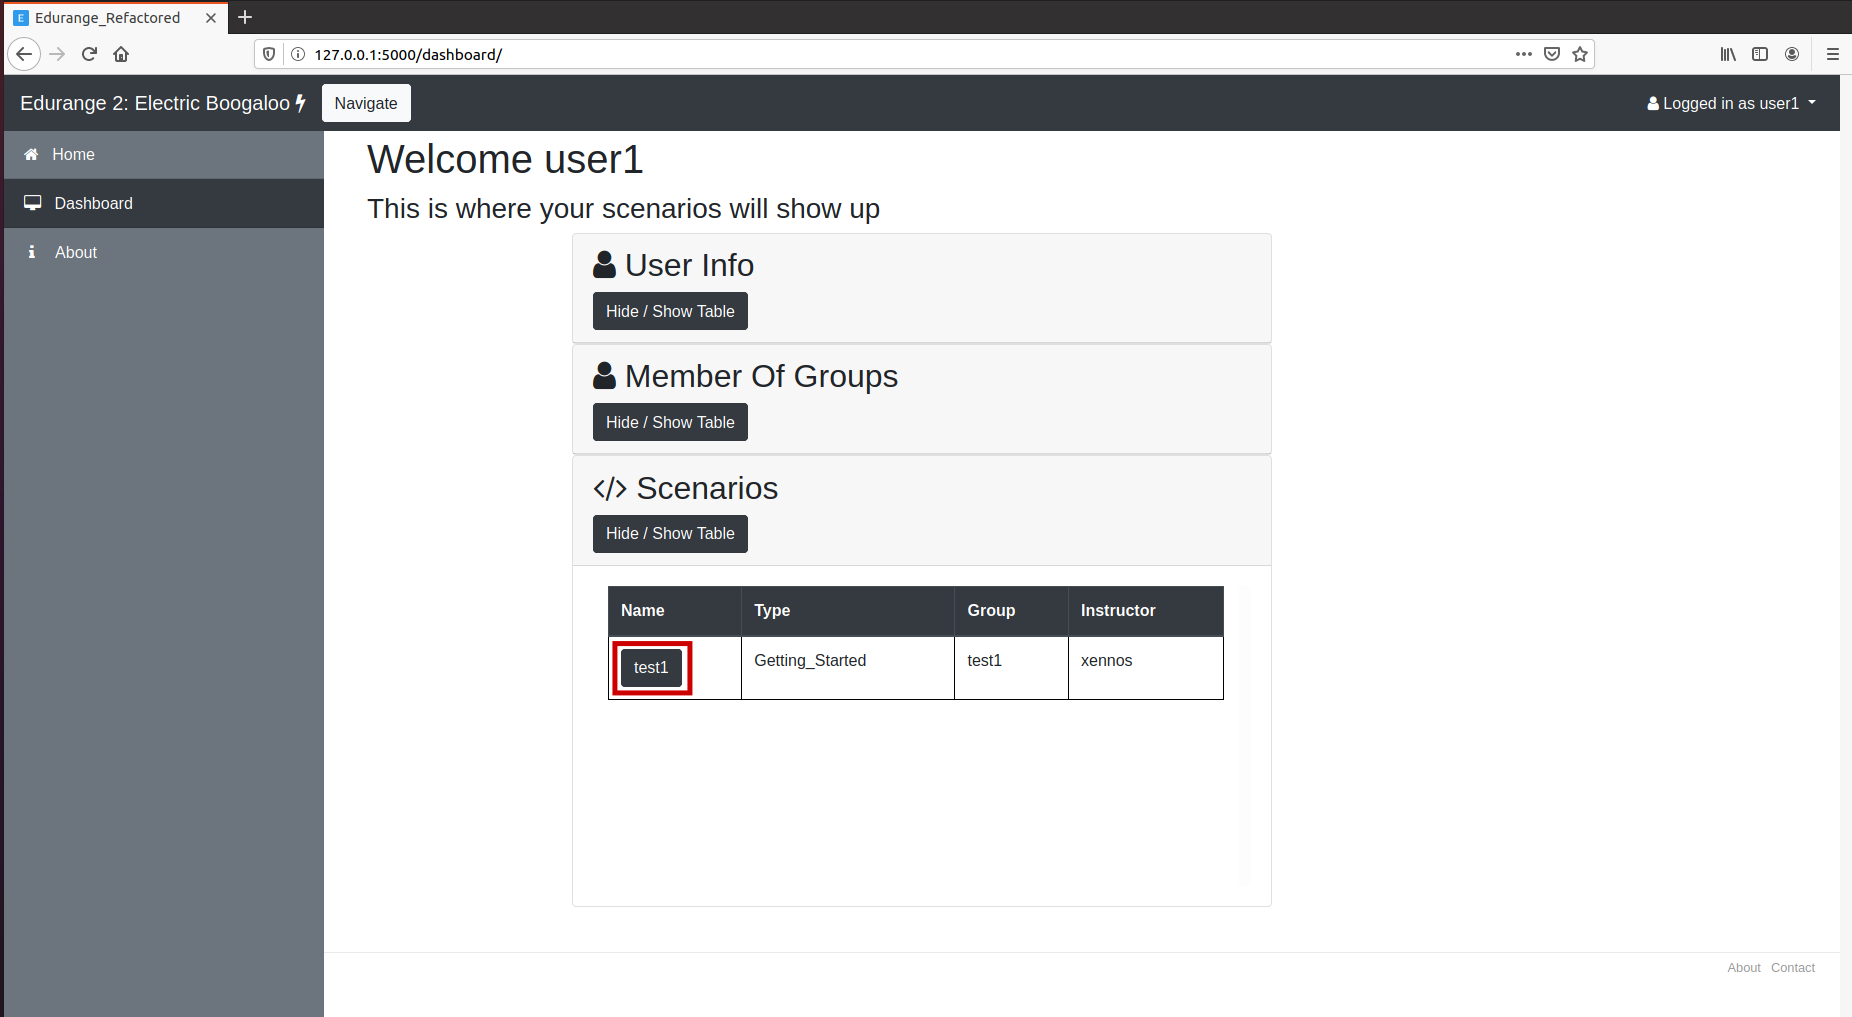 Edurange_Refactored
127.0.0.1:5000/dashboard/
Edurange 2: Electric Boogaloo Navigate Logged in as user1
Home
Dashboard
About
Welcome user1
This is where your scenarios will show up
User Info
Hide / Show Table
Member Of Groups
Hide / Show Table
</> Scenarios
Hide / Show Table
Name Type Group Instructor
test1 Getting_Started test1 xennos
About Contact